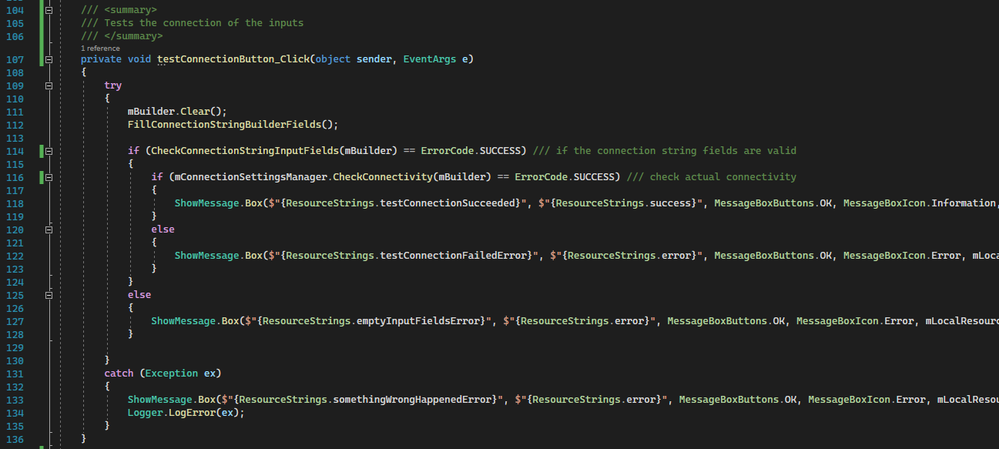 104 /// <summary>
105 /// Tests the connection of the inputs
106 /// </summary>
1 reference
107 private void testConnectionButton_Click(object sender, EventArgs e)
108 {
109 try
110 {
111 mBuilder.Clear();
112 FillConnectionStringBuilderFields();
113
114 if (CheckConnectionStringInputFields(mBuilder) == ErrorCode.SUCCESS) /// if the connection string fields are valid
115 {
116 if (mConnectionSettingsManager.CheckConnectivity(mBuilder) == ErrorCode.SUCCESS) /// check actual connectivity
117 {
118 ShowMessage.Box($"{ResourceStrings.testConnectionSucceeded}", $"{ResourceStrings.success}", MessageBoxButtons.OK, MessageBoxIcon.Information,
119 }
120 else
121 {
122 ShowMessage.Box($"{ResourceStrings.testConnectionFailedError}", $"{ResourceStrings.error}", MessageBoxButtons.OK, MessageBoxIcon.Error, mLoca
123 }
124 }
125 else
126 {
127 ShowMessage.Box($"{ResourceStrings.emptyInputFieldsError}", $"{ResourceStrings.error}", MessageBoxButtons.OK, MessageBoxIcon.Error, mLocalResourc
128 }
129
130 }
131 catch (Exception ex)
132 {
133 ShowMessage.Box($"{ResourceStrings.somethingWrongHappenedError}", $"{ResourceStrings.error}", MessageBoxButtons.OK, MessageBoxIcon.Error, mLocalResou
134 Logger.LogError(ex);
135 }
136 }